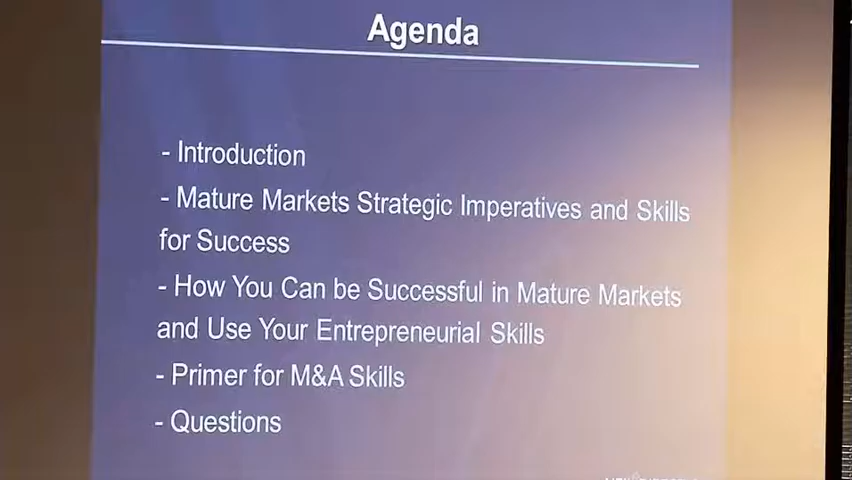 Agenda
- Introduction
- Mature Markets Strategic Imperatives and Skills
for Success
- How You Can be Successful in Mature Markets
and Use Your Entrepreneurial Skills
- Primer for M&A Skills
- Questions